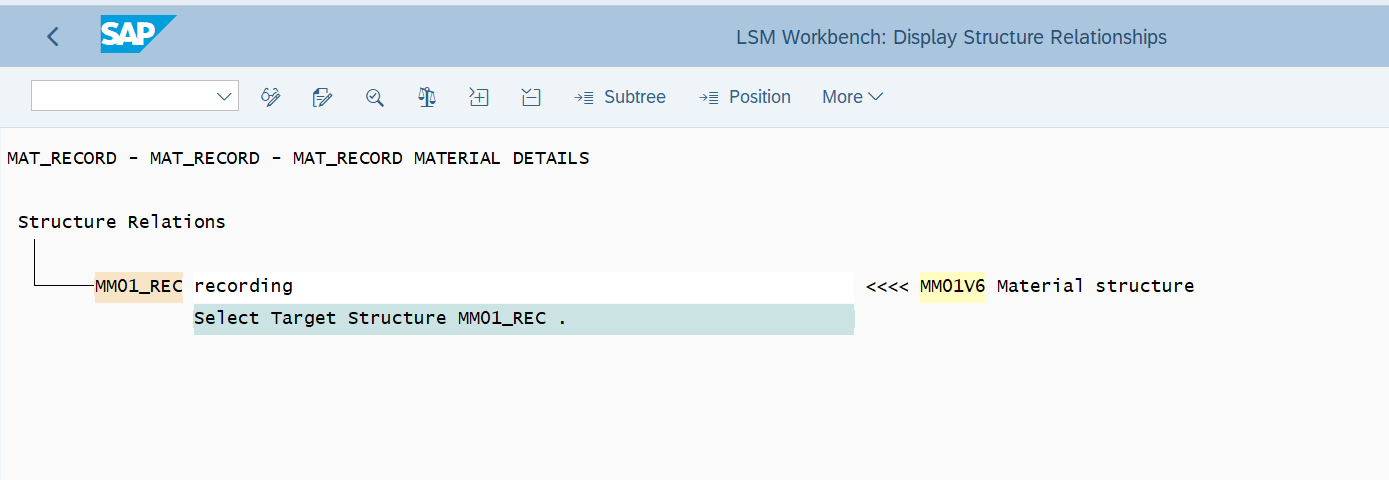 SAP LSM Workbench: Display Structure Relationships
Subtree Position More
MAT_RECORD - MAT_RECORD - MAT_RECORD MATERIAL DETAILS
Structure Relations
MM01_REC recording <<<< MM01V6 Material structure
Select Target Structure MM01_REC .